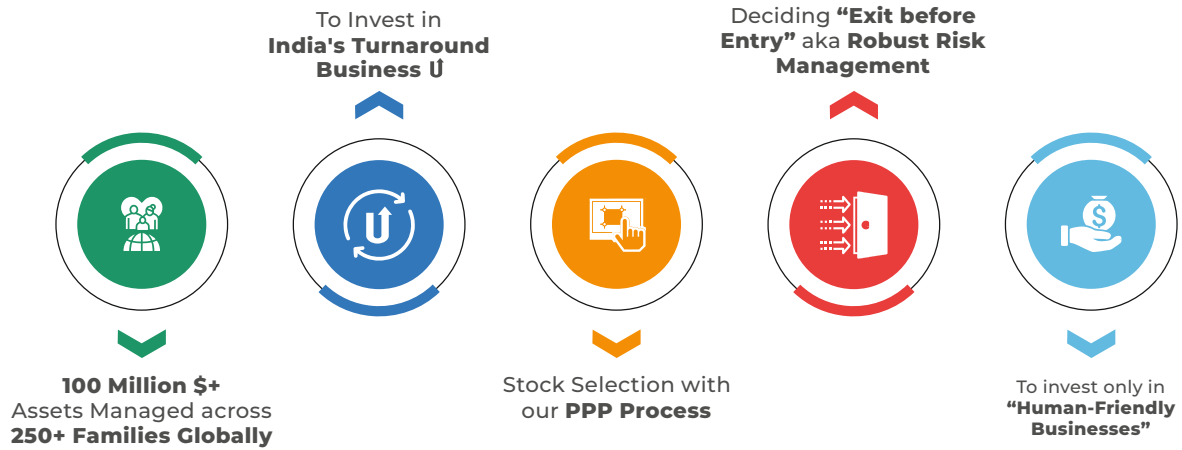 100 Million $+
Assets Managed across
250+ Families Globally
To Invest in
India's Turnaround
Business U
U
Stock Selection with
our PPP Process
Deciding “Exit before
Entry” aka Robust Risk
Management
$
To invest only in
“Human-Friendly
Businesses”